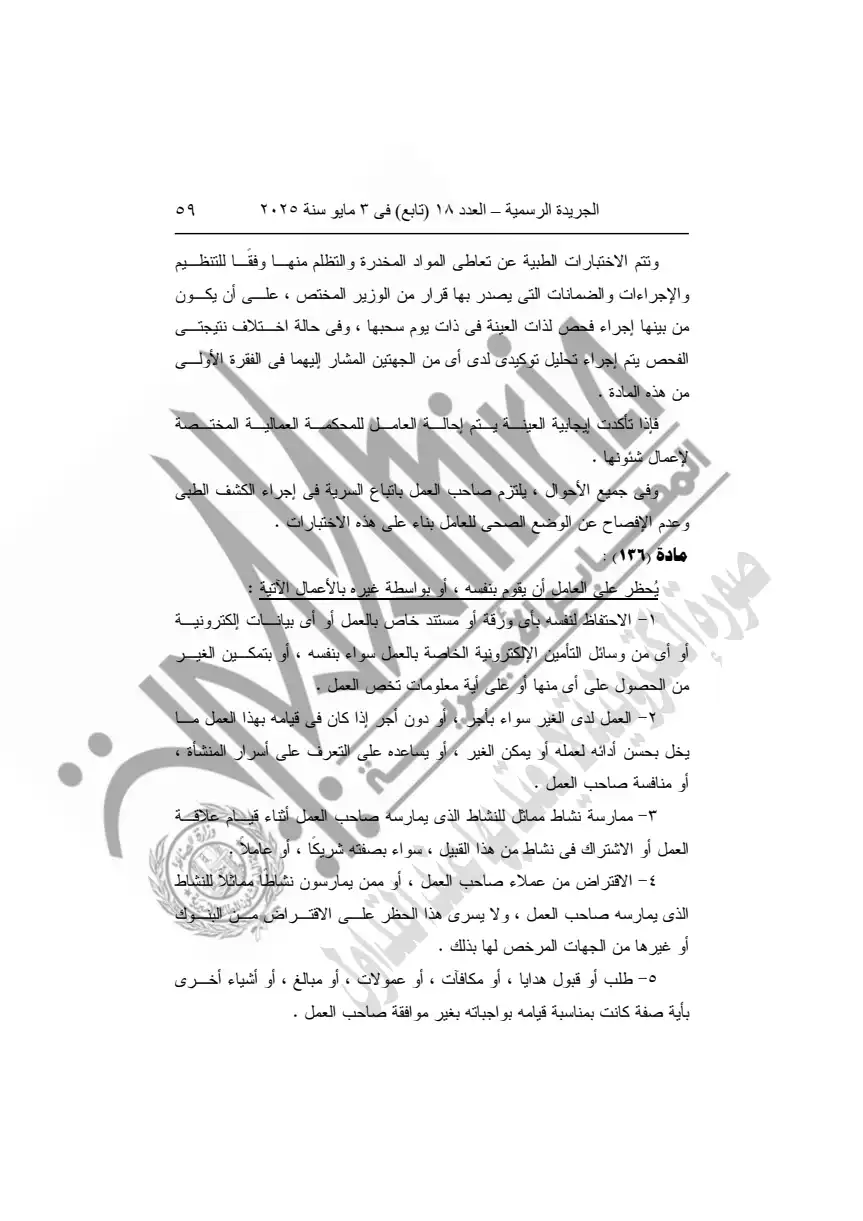 الجريدة الرسمية – العدد ١٨ (تابع) فى ٣ مايو سنة ٢٠٢٥ ٥٩
وتتم الاختبارات الطبية عن تعاطى المواد المخدرة والتظلم منهـا وفقًـا للتنظـيم
والإجراءات والضمانات التى يصدر بها قرار من الوزير المختص ، علـى أن يكـون
من بينها إجراء فحص لذات العينة فى ذات يوم سحبها ، وفى حالة اخـتلاف نتيجتـى
الفحص يتم إجراء تحليل توكيدى لدى أى من الجهتين المشار إليهما فى الفقرة الأولـى
من هذه المادة .
فإذا تأكدت إيجابية العينـة يـتم إحالـة العامـل للمحكمـة العماليـة المختـصة
لإعمال شئونها .
وفى جميع الأحوال ، يلتزم صاحب العمل باتباع السرية فى إجراء الكشف الطبى
وعدم الإفصاح عن الوضع الصحى للعامل بناء على هذه الاختبارات .
مادة (١٣٦) :
يُحظر على العامل أن يقوم بنفسه ، أو بواسطة غيره بالأعمال الآتية :
١- الاحتفاظ لنفسه بأى ورقة أو مستند خاص بالعمل أو أى بيانـات إلكترونيـة
أو أى من وسائل التأمين الإلكترونية الخاصة بالعمل سواء بنفسه ، أو بتمكـين الغيـر
من الحصول على أى منها أو على أية معلومات تخص العمل .
٢- العمل لدى الغير سواء بأجر ، أو دون أجر إذا كان فى قيامه بهذا العمل مـا
يخل بحسن أدائه لعمله أو يمكن الغير ، أو يساعده على التعرف على أسرار المنشأة ،
أو منافسة صاحب العمل .
٣- ممارسة نشاط مماثل للنشاط الذى يمارسه صاحب العمل أثناء قيـام علاقـة
العمل أو الاشتراك فى نشاط من هذا القبيل ، سواء بصفته شريكًا ، أو عاملاً .
٤- الاقتراض من عملاء صاحب العمل ، أو ممن يمارسون نشاطًا مماثلاً للنشاط
الذى يمارسه صاحب العمل ، ولا يسرى هذا الحظر علـى الاقتـراض مـن البنـوك
أو غيرها من الجهات المرخص لها بذلك .
٥- طلب أو قبول هدايا ، أو مكافآت ، أو عمولات ، أو مبالغ ، أو أشياء أخـرى
بأية صفة كانت بمناسبة قيامه بواجباته بغير موافقة صاحب العمل .